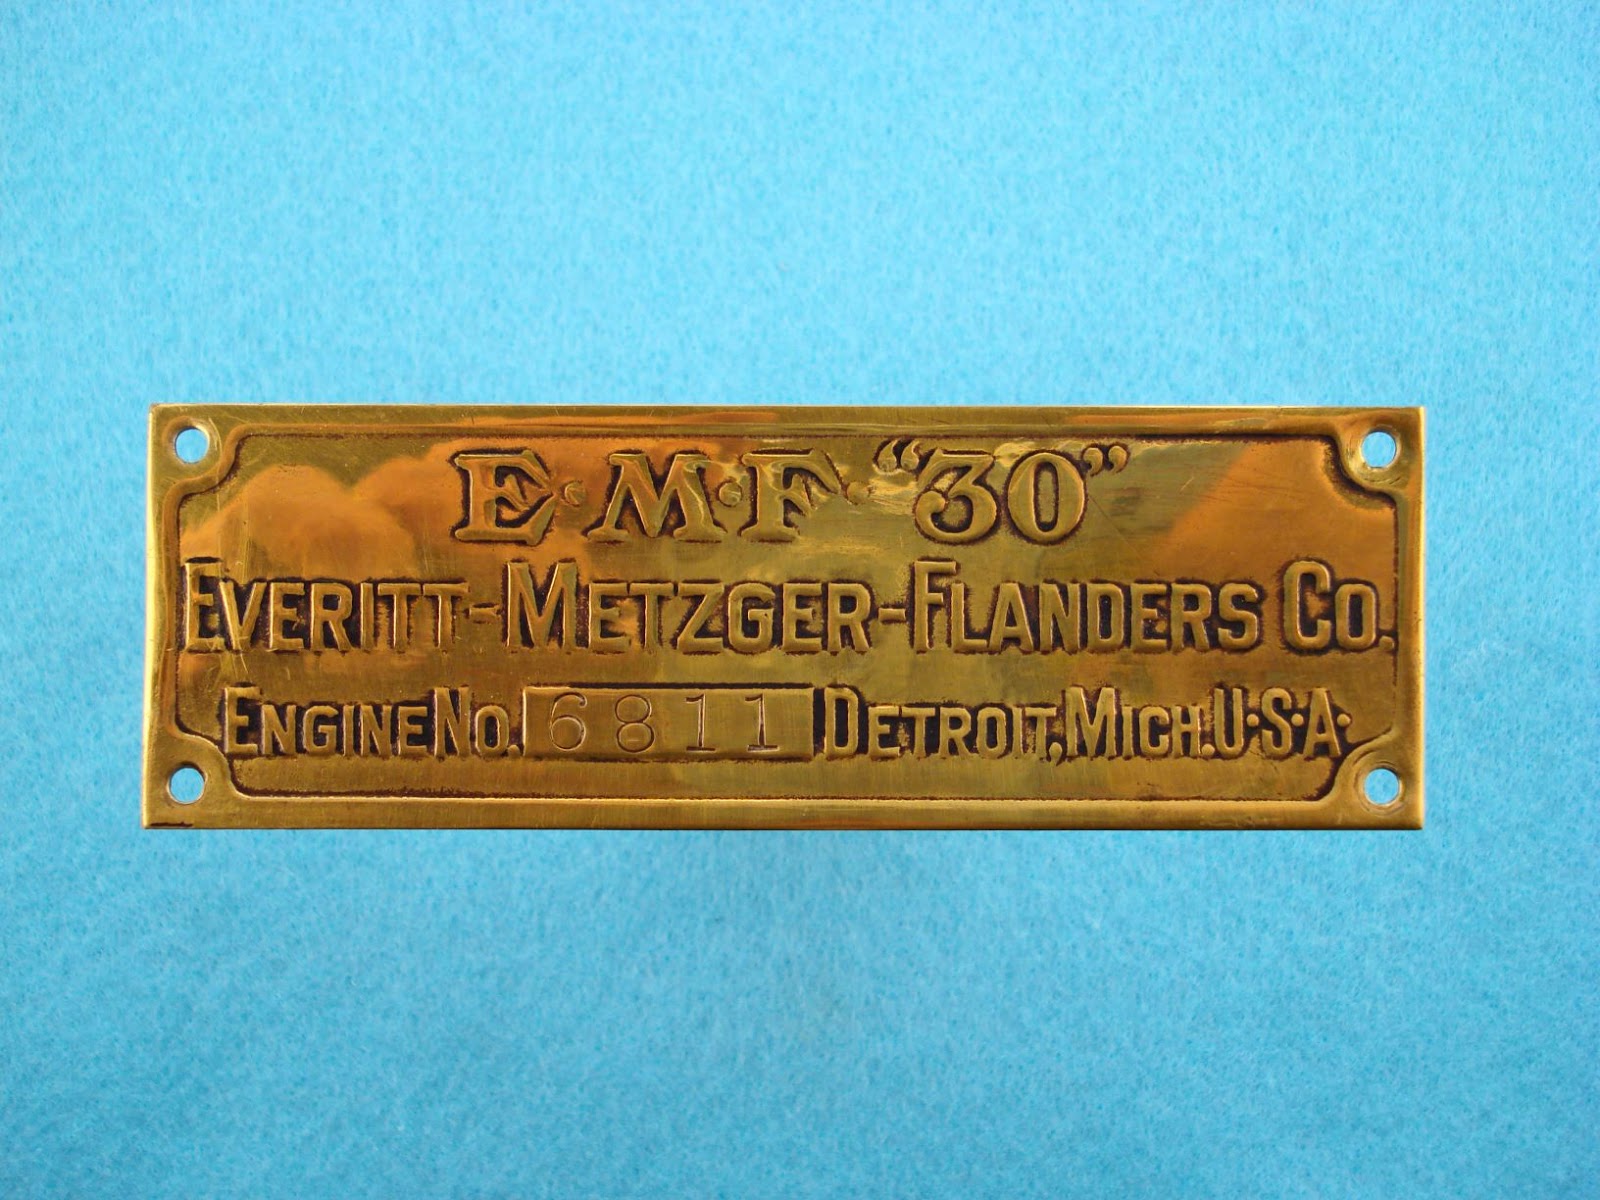 E·M·F· "30"
EVERITT-METZGER-FLANDERS CO.
ENGINE NO. 6811 DETROIT, MICH. U·S·A·